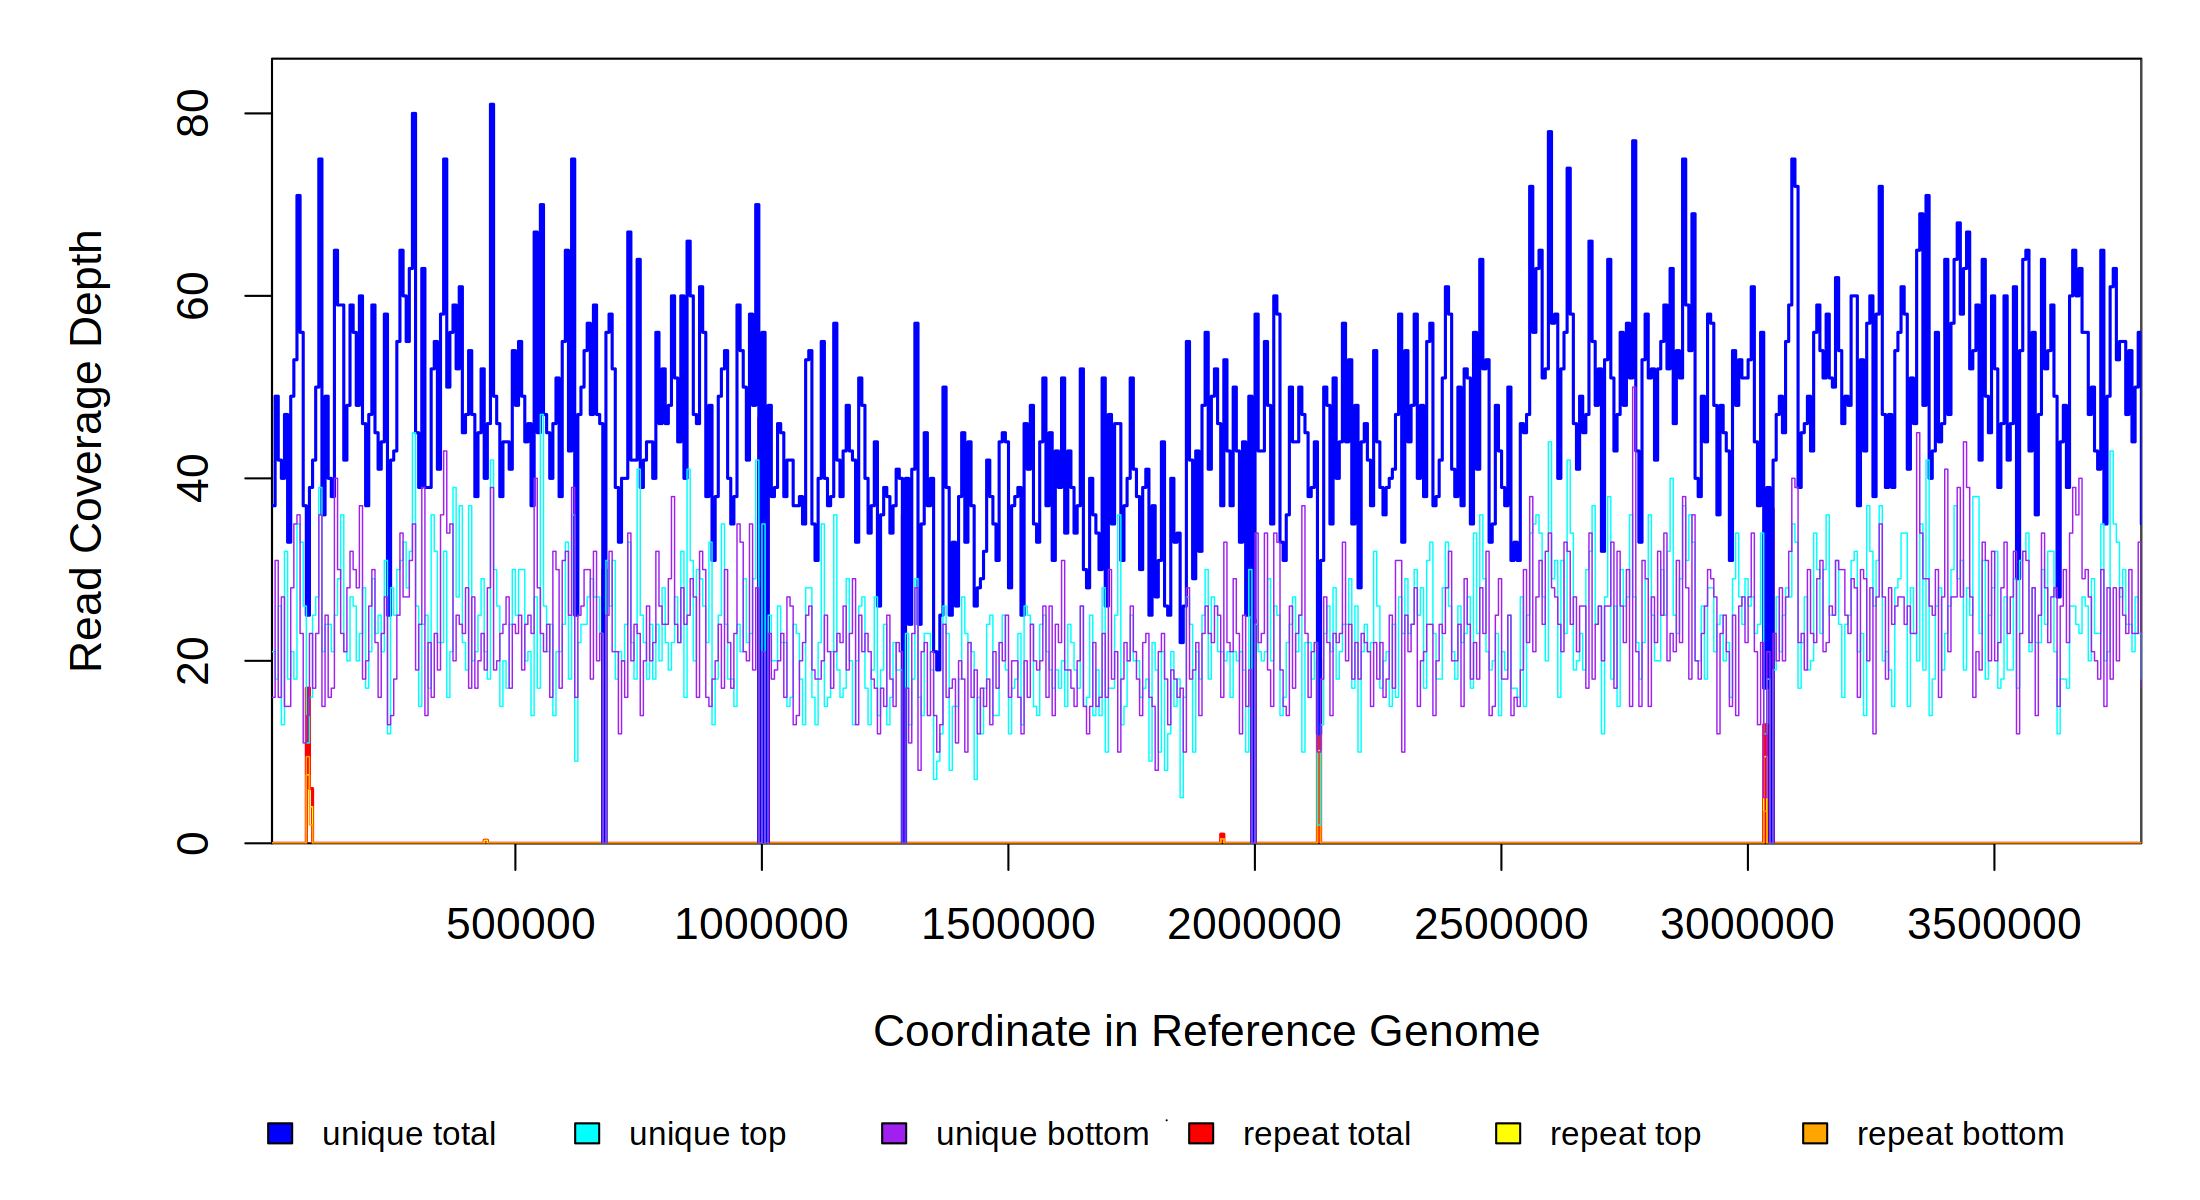 Read Coverage Depth
80
60
40
20
0
500000 1000000 1500000 2000000 2500000 3000000 3500000
Coordinate in Reference Genome
unique total unique top unique bottom repeat total repeat top repeat bottom